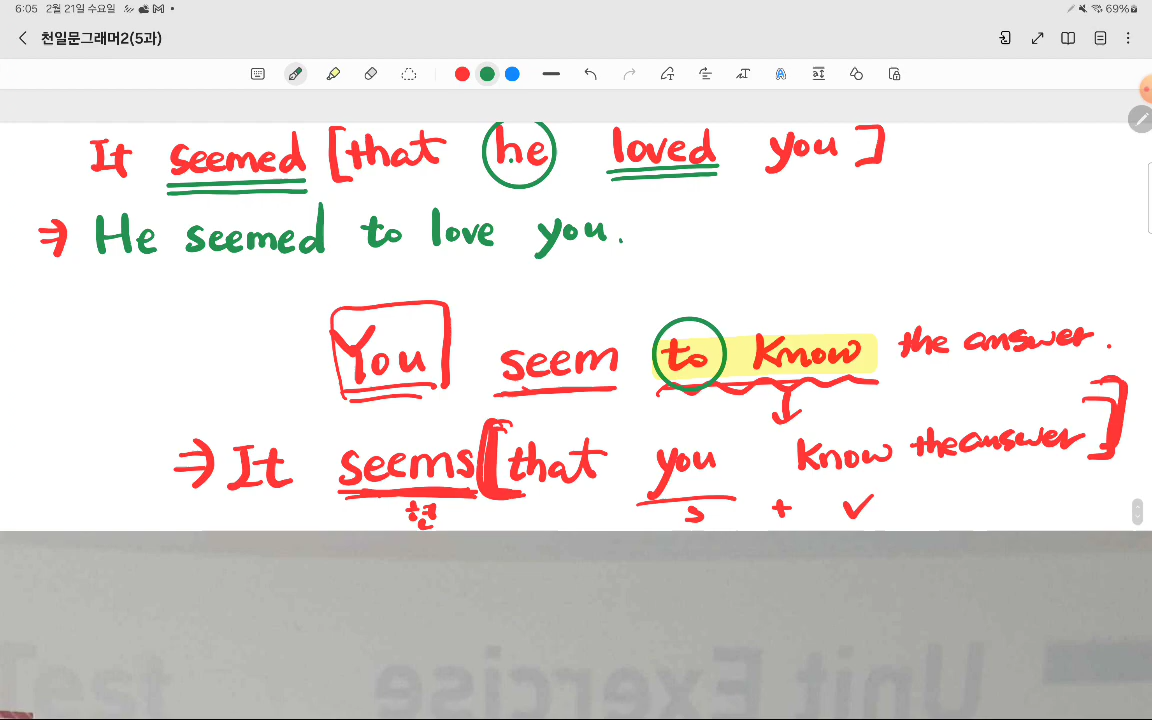 6:05 2월 21일 수요일 69%
천일문그래머2(5과)
It seemed [that he loved you]
⇒ He seemed to love you.
You seem to know the answer.
⇒ It seems [that you know the answer]
현재 s + v
Unit Exercise